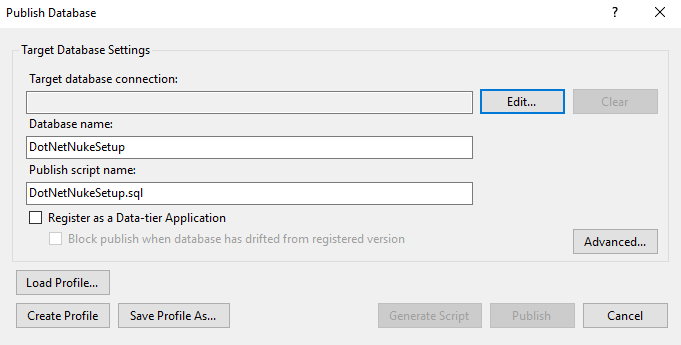 Publish Database
?
Target Database Settings
Target database connection:
Edit...
Clear
Database name:
DotNetNukeSetup
Publish script name:
DotNetNukeSetup.sql
Register as a Data-tier Application
Block publish when database has drifted from registered version
Advanced...
Load Profile...
Create Profile
Save Profile As...
Generate Script
Publish
Cancel